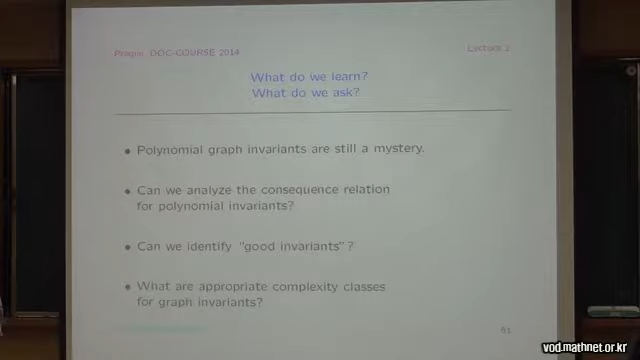 Prague, DOC-COURSE 2014
Lecture 2
What do we learn?
What do we ask?
• Polynomial graph invariants are still a mystery.
• Can we analyze the consequence relation
for polynomial invariants?
• Can we identify "good invariants"?
• What are appropriate complexity classes
for graph invariants?
61
vod.mathnet.or.kr